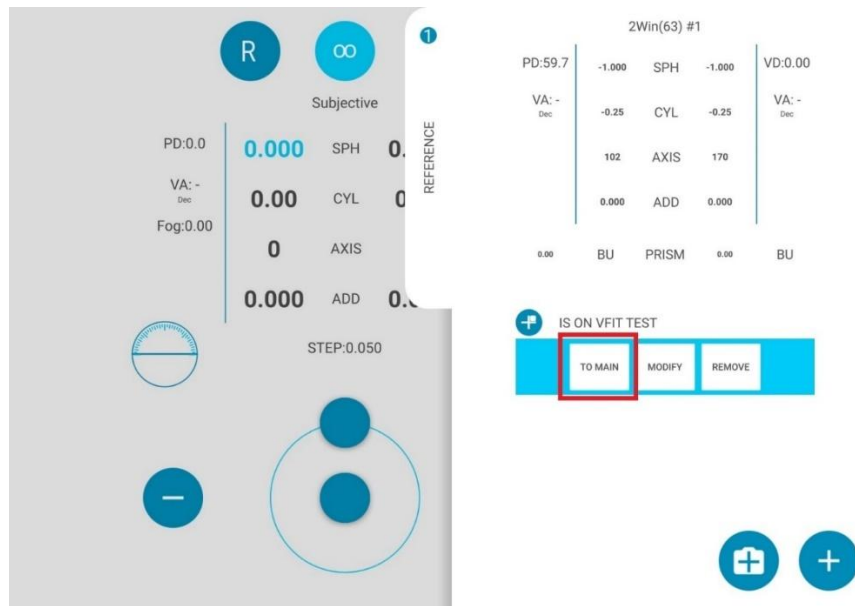 R
∞
Subjective
PD:0.0
0.000 SPH 0.
VA: -
Dec
0.00 CYL 0
Fog:0.00
0 AXIS
0.000 ADD 0.
STEP:0.050
−
1
REFERENCE
2Win(63) #1
PD:59.7
-1.000 SPH -1.000
VD:0.00
VA: -
Dec
-0.25 CYL -0.25
VA: -
Dec
102 AXIS 170
0.000 ADD 0.000
0.00 BU PRISM 0.00 BU
IS ON VFIT TEST
TO MAIN MODIFY REMOVE
+